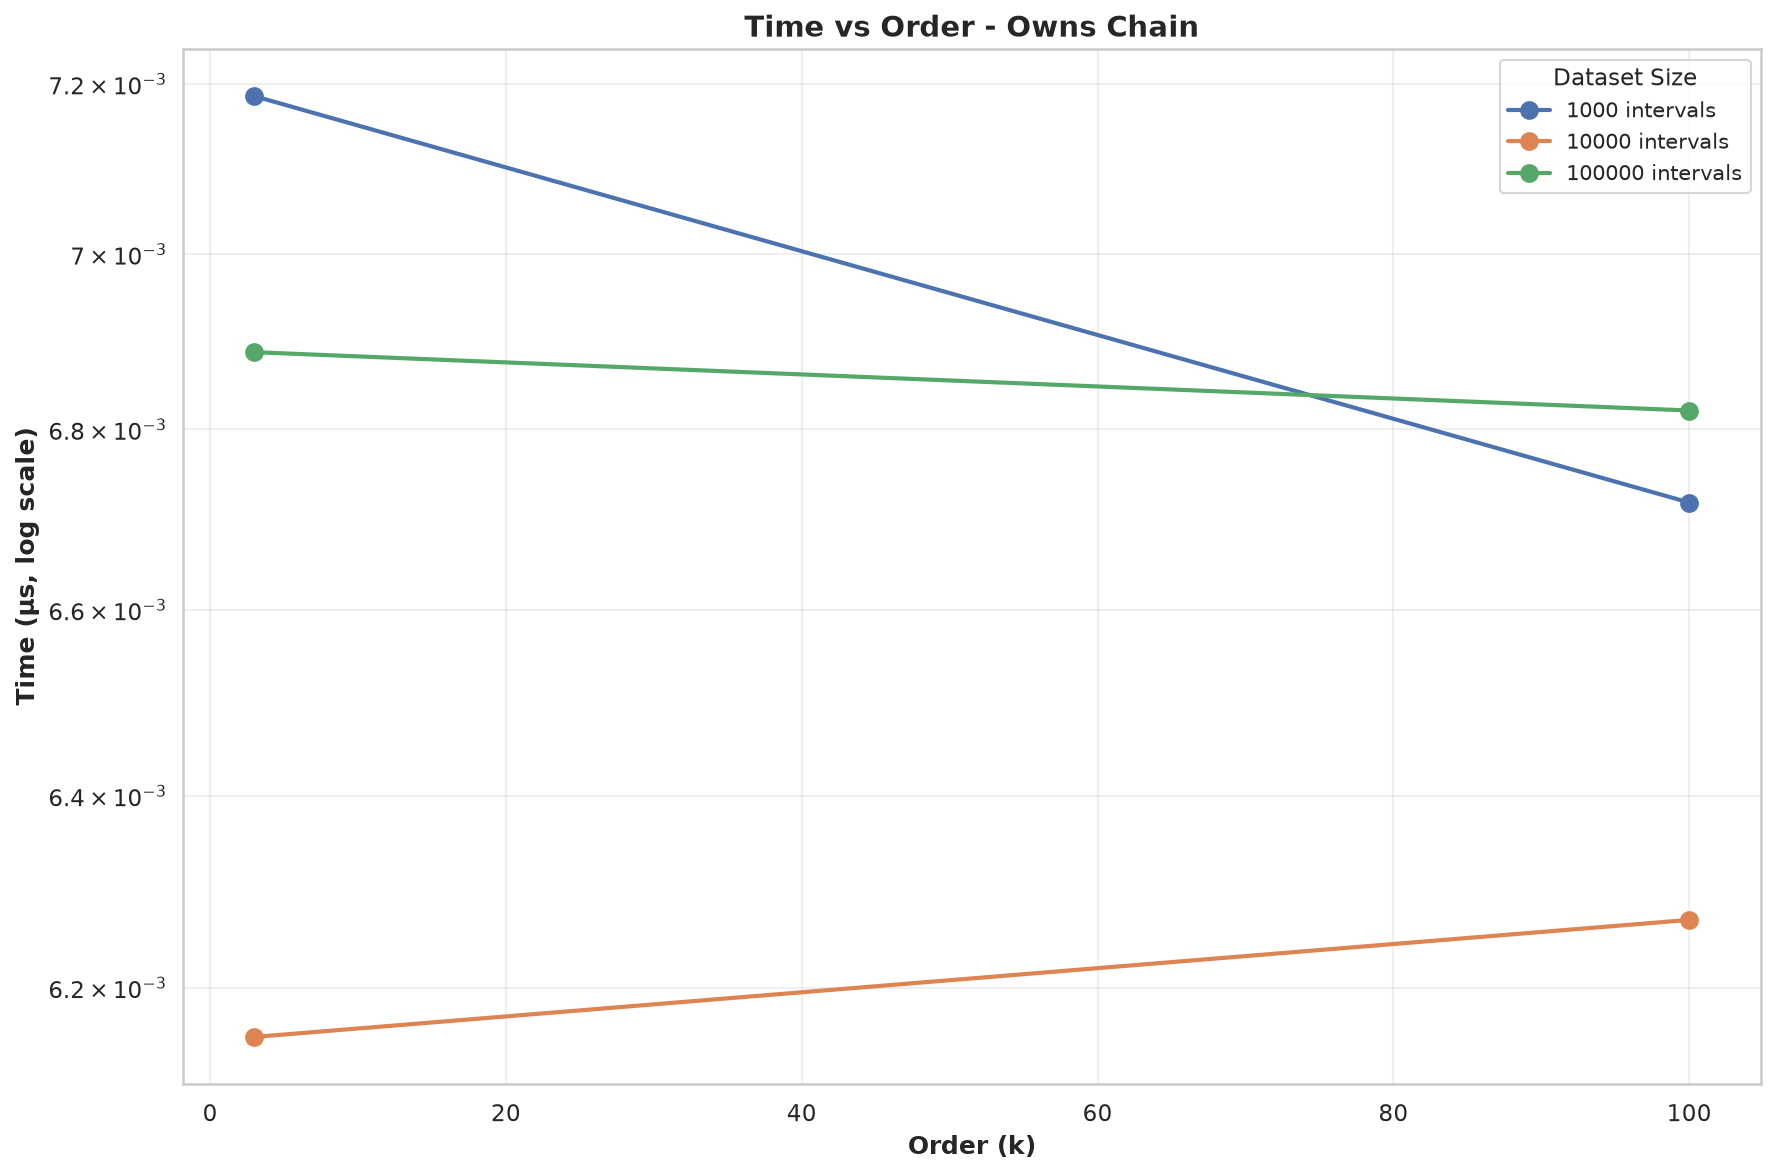 Time vs Order - Owns Chain
Time (µs, log scale)
7.2 × 10⁻³
7 × 10⁻³
6.8 × 10⁻³
6.6 × 10⁻³
6.4 × 10⁻³
6.2 × 10⁻³
Dataset Size
1000 intervals
10000 intervals
100000 intervals
0 20 40 60 80 100
Order (k)